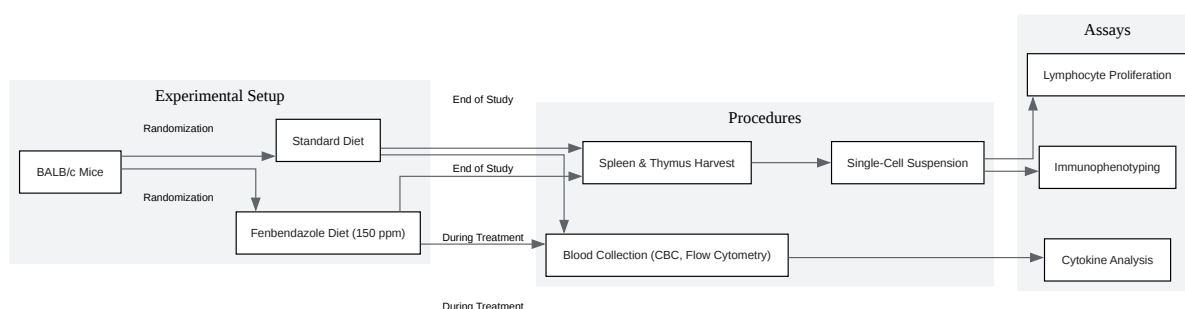 Assays
Lymphocyte Proliferation
Experimental Setup
End of Study
Procedures
Randomization
Standard Diet
BALB/c Mice
Spleen & Thymus Harvest
Single-Cell Suspension
Immunophenotyping
End of Study
Randomization
Fenbendazole Diet (150 ppm)
During Treatment
Blood Collection (CBC, Flow Cytometry)
Cytokine Analysis
During Treatment